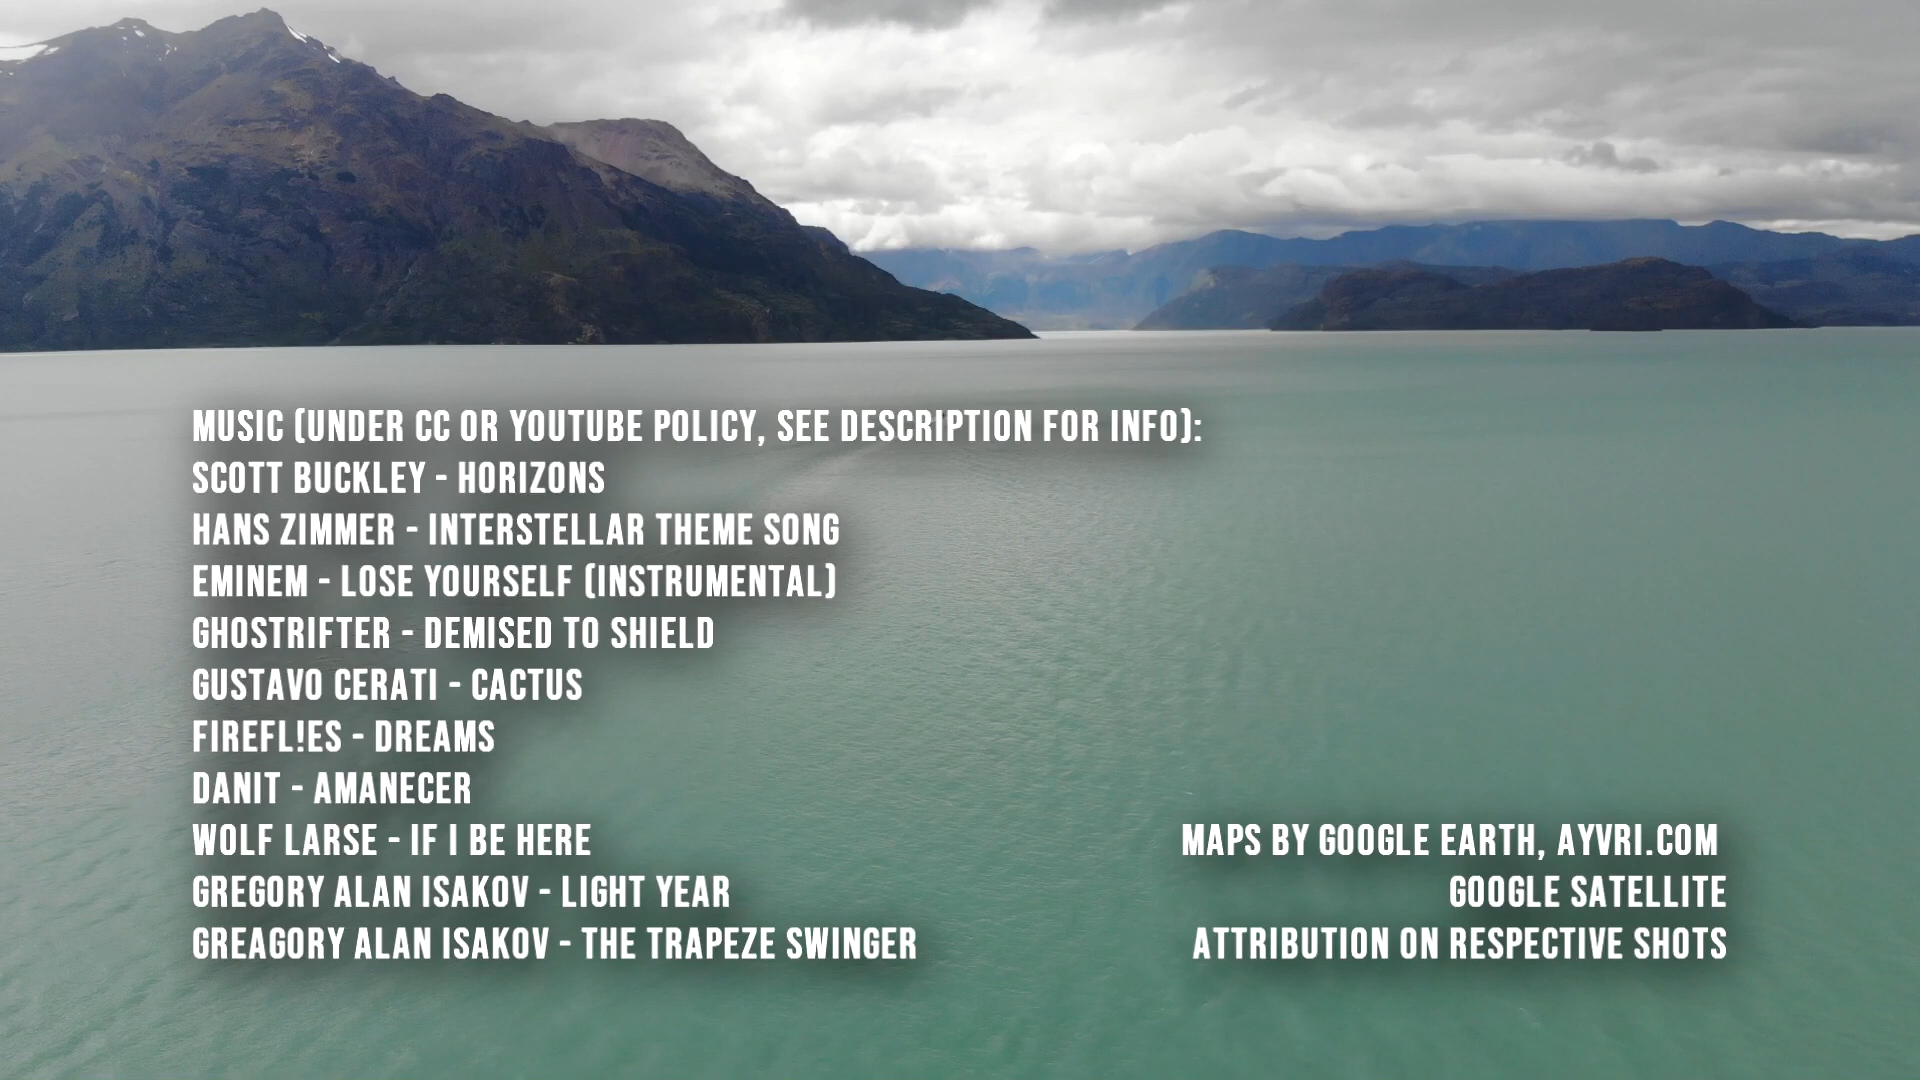 MUSIC (UNDER CC OR YOUTUBE POLICY, SEE DESCRIPTION FOR INFO):
SCOTT BUCKLEY - HORIZONS
HANS ZIMMER - INTERSTELLAR THEME SONG
EMINEM - LOSE YOURSELF (INSTRUMENTAL)
GHOSTRIFTER - DEMISED TO SHIELD
GUSTAVO CERATI - CACTUS
FIREFL!ES - DREAMS
DANIT - AMANECER
WOLF LARSE - IF I BE HERE
GREGORY ALAN ISAKOV - LIGHT YEAR
GREAGORY ALAN ISAKOV - THE TRAPEZE SWINGER
MAPS BY GOOGLE EARTH, AYVRI.COM
GOOGLE SATELLITE
ATTRIBUTION ON RESPECTIVE SHOTS